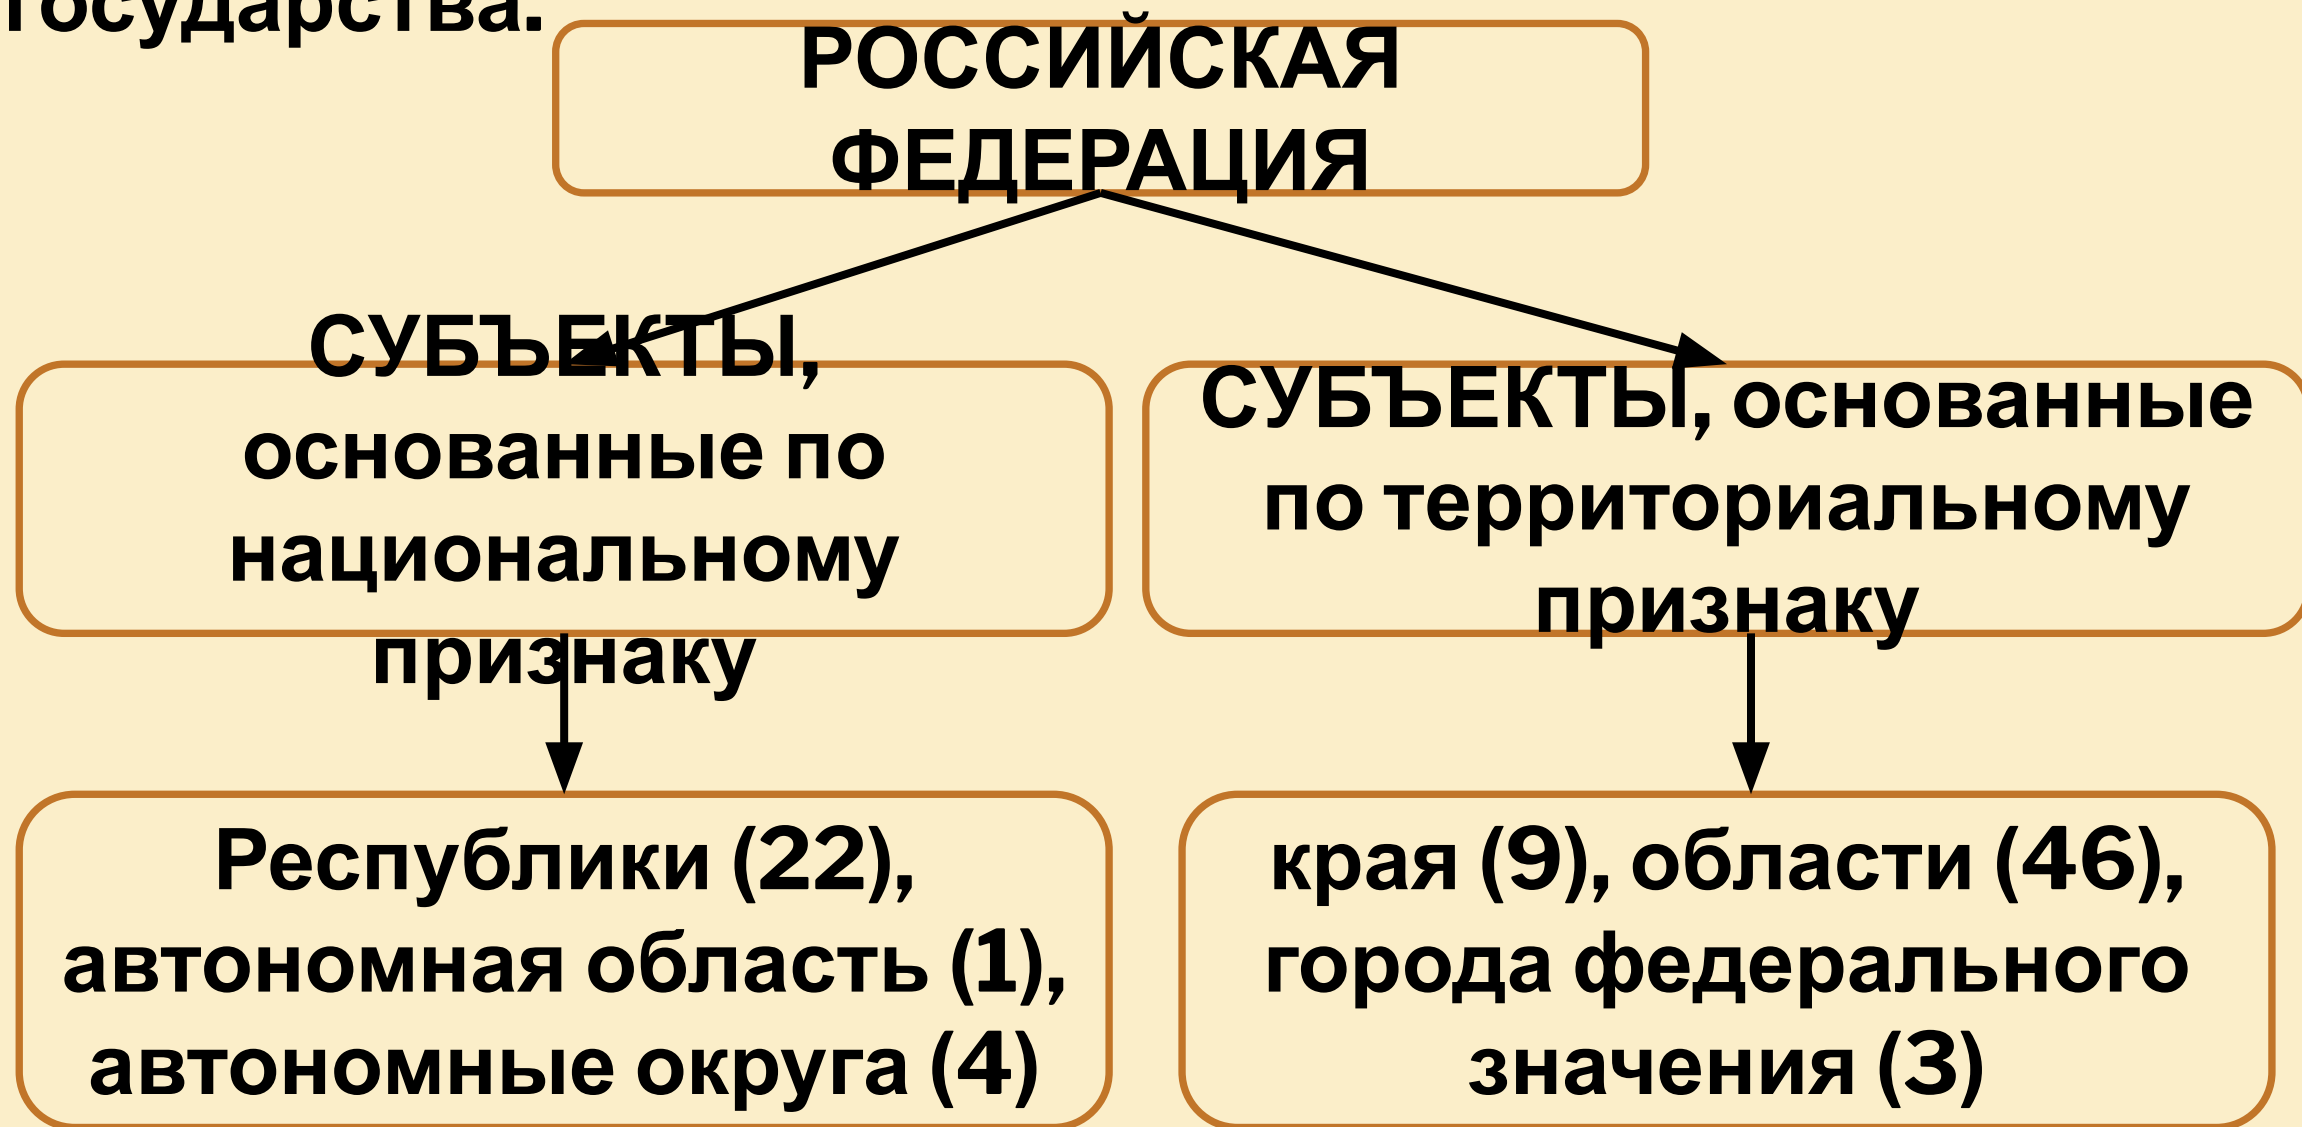 государства.
РОССИЙСКАЯ
ФЕДЕРАЦИЯ
СУБЪЕКТЫ,
основанные по
национальному
признаку
СУБЪЕКТЫ, основанные
по территориальному
признаку
Республики (22),
автономная область (1),
автономные округа (4)
края (9), области (46),
города федерального
значения (3)